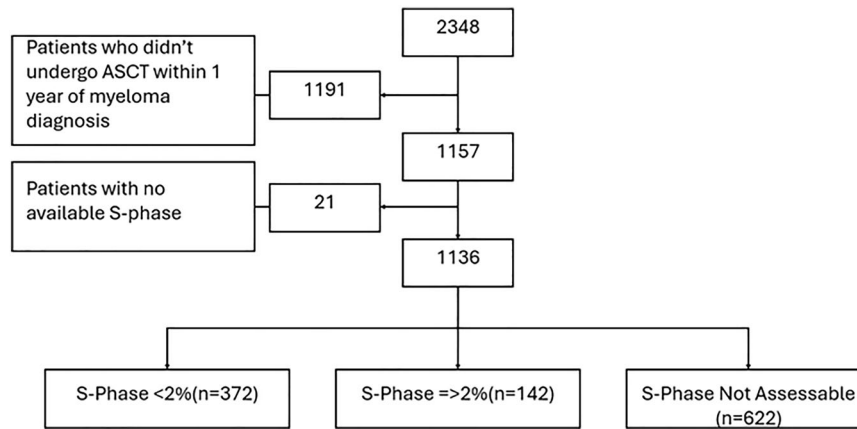 2348
Patients who didn’t
undergo ASCT within 1
year of myeloma
diagnosis
1191
1157
Patients with no
available S-phase
21
1136
S-Phase <2%(n=372)
S-Phase =>2%(n=142)
S-Phase Not Assessable
(n=622)